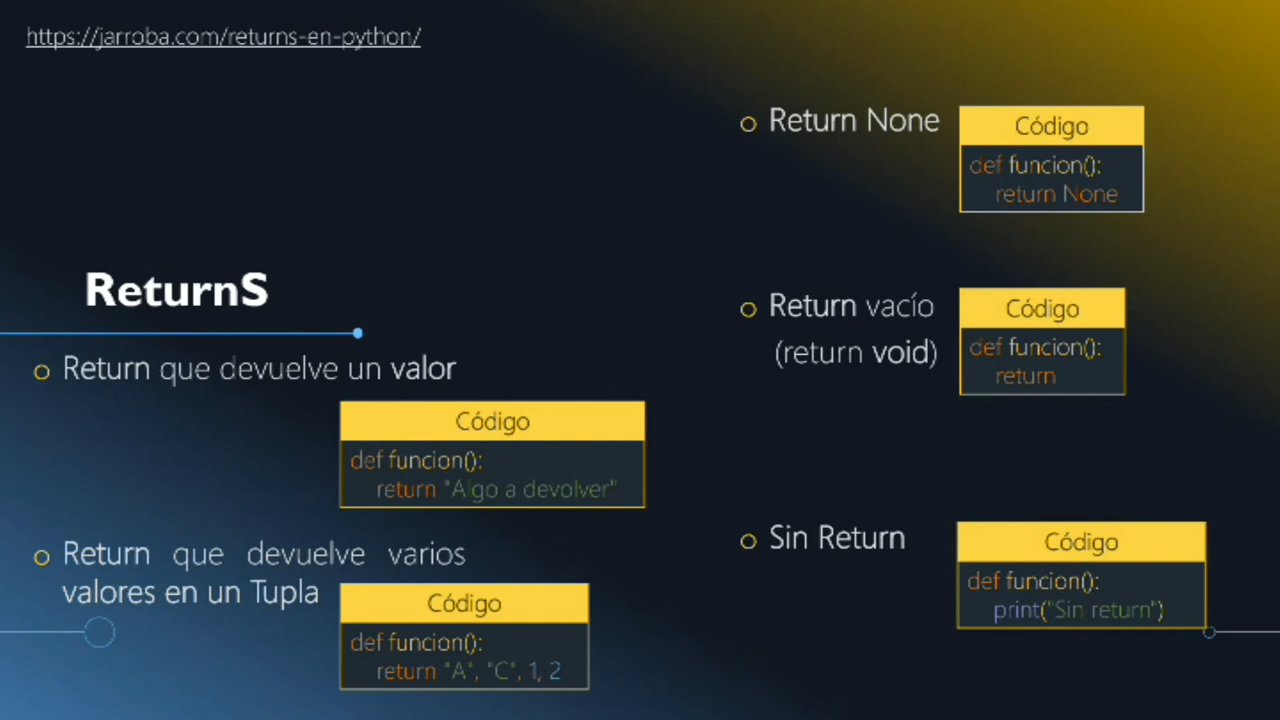 https://jarroba.com/returns-en-python/
ReturnS
Return que devuelve un valor
Código
def funcion():
return "Algo a devolver"
Return que devuelve varios
valores en un Tupla
Código
def funcion():
return "A", "C", 1, 2
Return None
Código
def funcion():
return None
Return vacío
(return void)
Código
def funcion():
return
Sin Return
Código
def funcion():
print("Sin return")